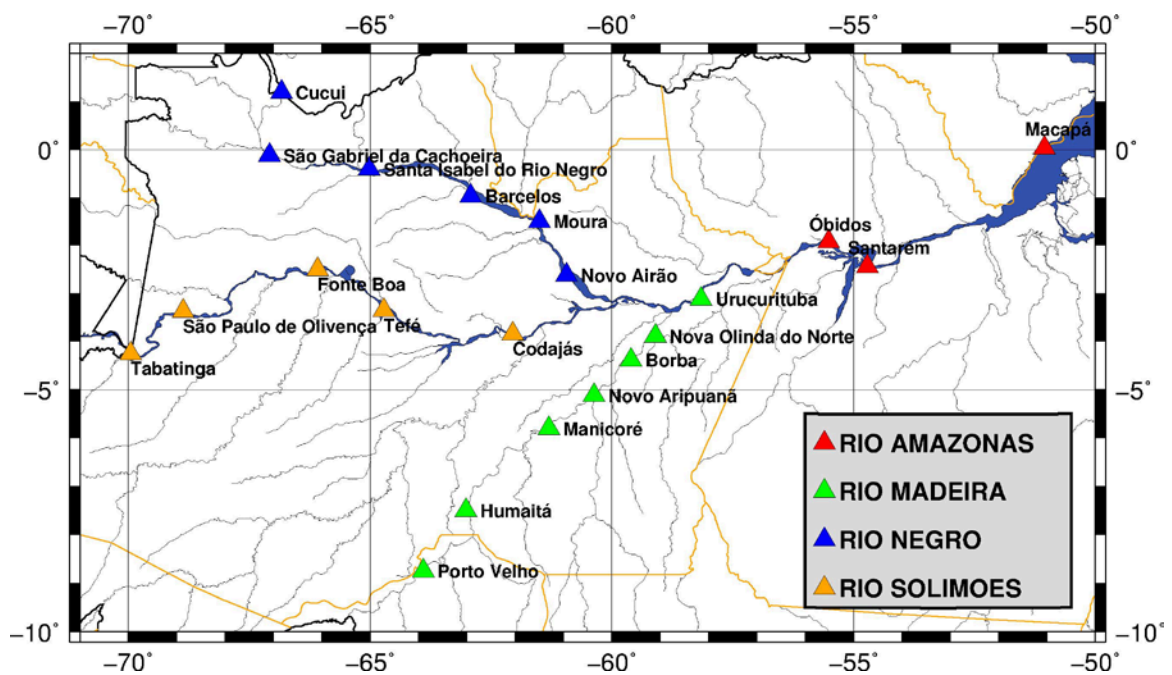 −70˚ −65˚ −60˚ −55˚ −50˚
Cucui
Macapá
0˚ 0˚
São Gabriel da Cachoeira
Santa Isabel do Rio Negro
Barcelos
Moura
Óbidos
Santarém
Novo Airão
Fonte Boa
Urucurituba
São Paulo de Olivença
Tefé
Nova Olinda do Norte
Codajás
Borba
Tabatinga
−5˚ −5˚
Novo Aripuanã
Manicoré
RIO AMAZONAS
RIO MADEIRA
Humaitá
RIO NEGRO
Porto Velho
RIO SOLIMOES
−10˚ −10˚
−70˚ −65˚ −60˚ −55˚ −50˚